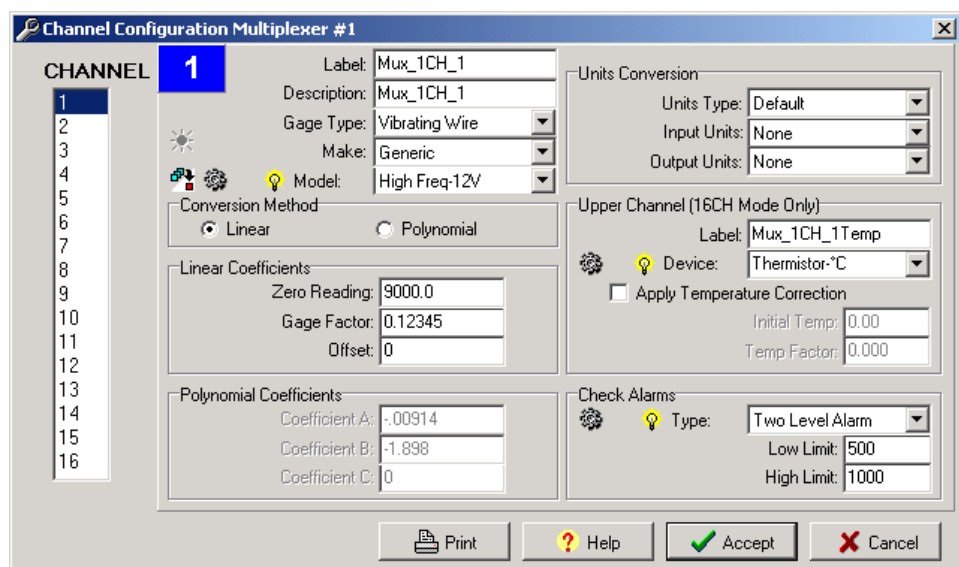 Channel Configuration Multiplexer #1
CHANNEL
1
2
3
4
5
6
7
8
9
10
11
12
13
14
15
16
1
Label: Mux_1CH_1
Description: Mux_1CH_1
Gage Type: Vibrating Wire
Make: Generic
Model: High Freq-12V
Conversion Method
Linear Polynomial
Linear Coefficients
Zero Reading: 9000.0
Gage Factor: 0.12345
Offset: 0
Polynomial Coefficients
Coefficient A: -.00914
Coefficient B: -1.898
Coefficient C: 0
Units Conversion
Units Type: Default
Input Units: None
Output Units: None
Upper Channel (16CH Mode Only)
Label: Mux_1CH_1Temp
Device: Thermistor-°C
Apply Temperature Correction
Initial Temp: 0.00
Temp Factor: 0.000
Check Alarms
Type: Two Level Alarm
Low Limit: 500
High Limit: 1000
Print
? Help
Accept
Cancel